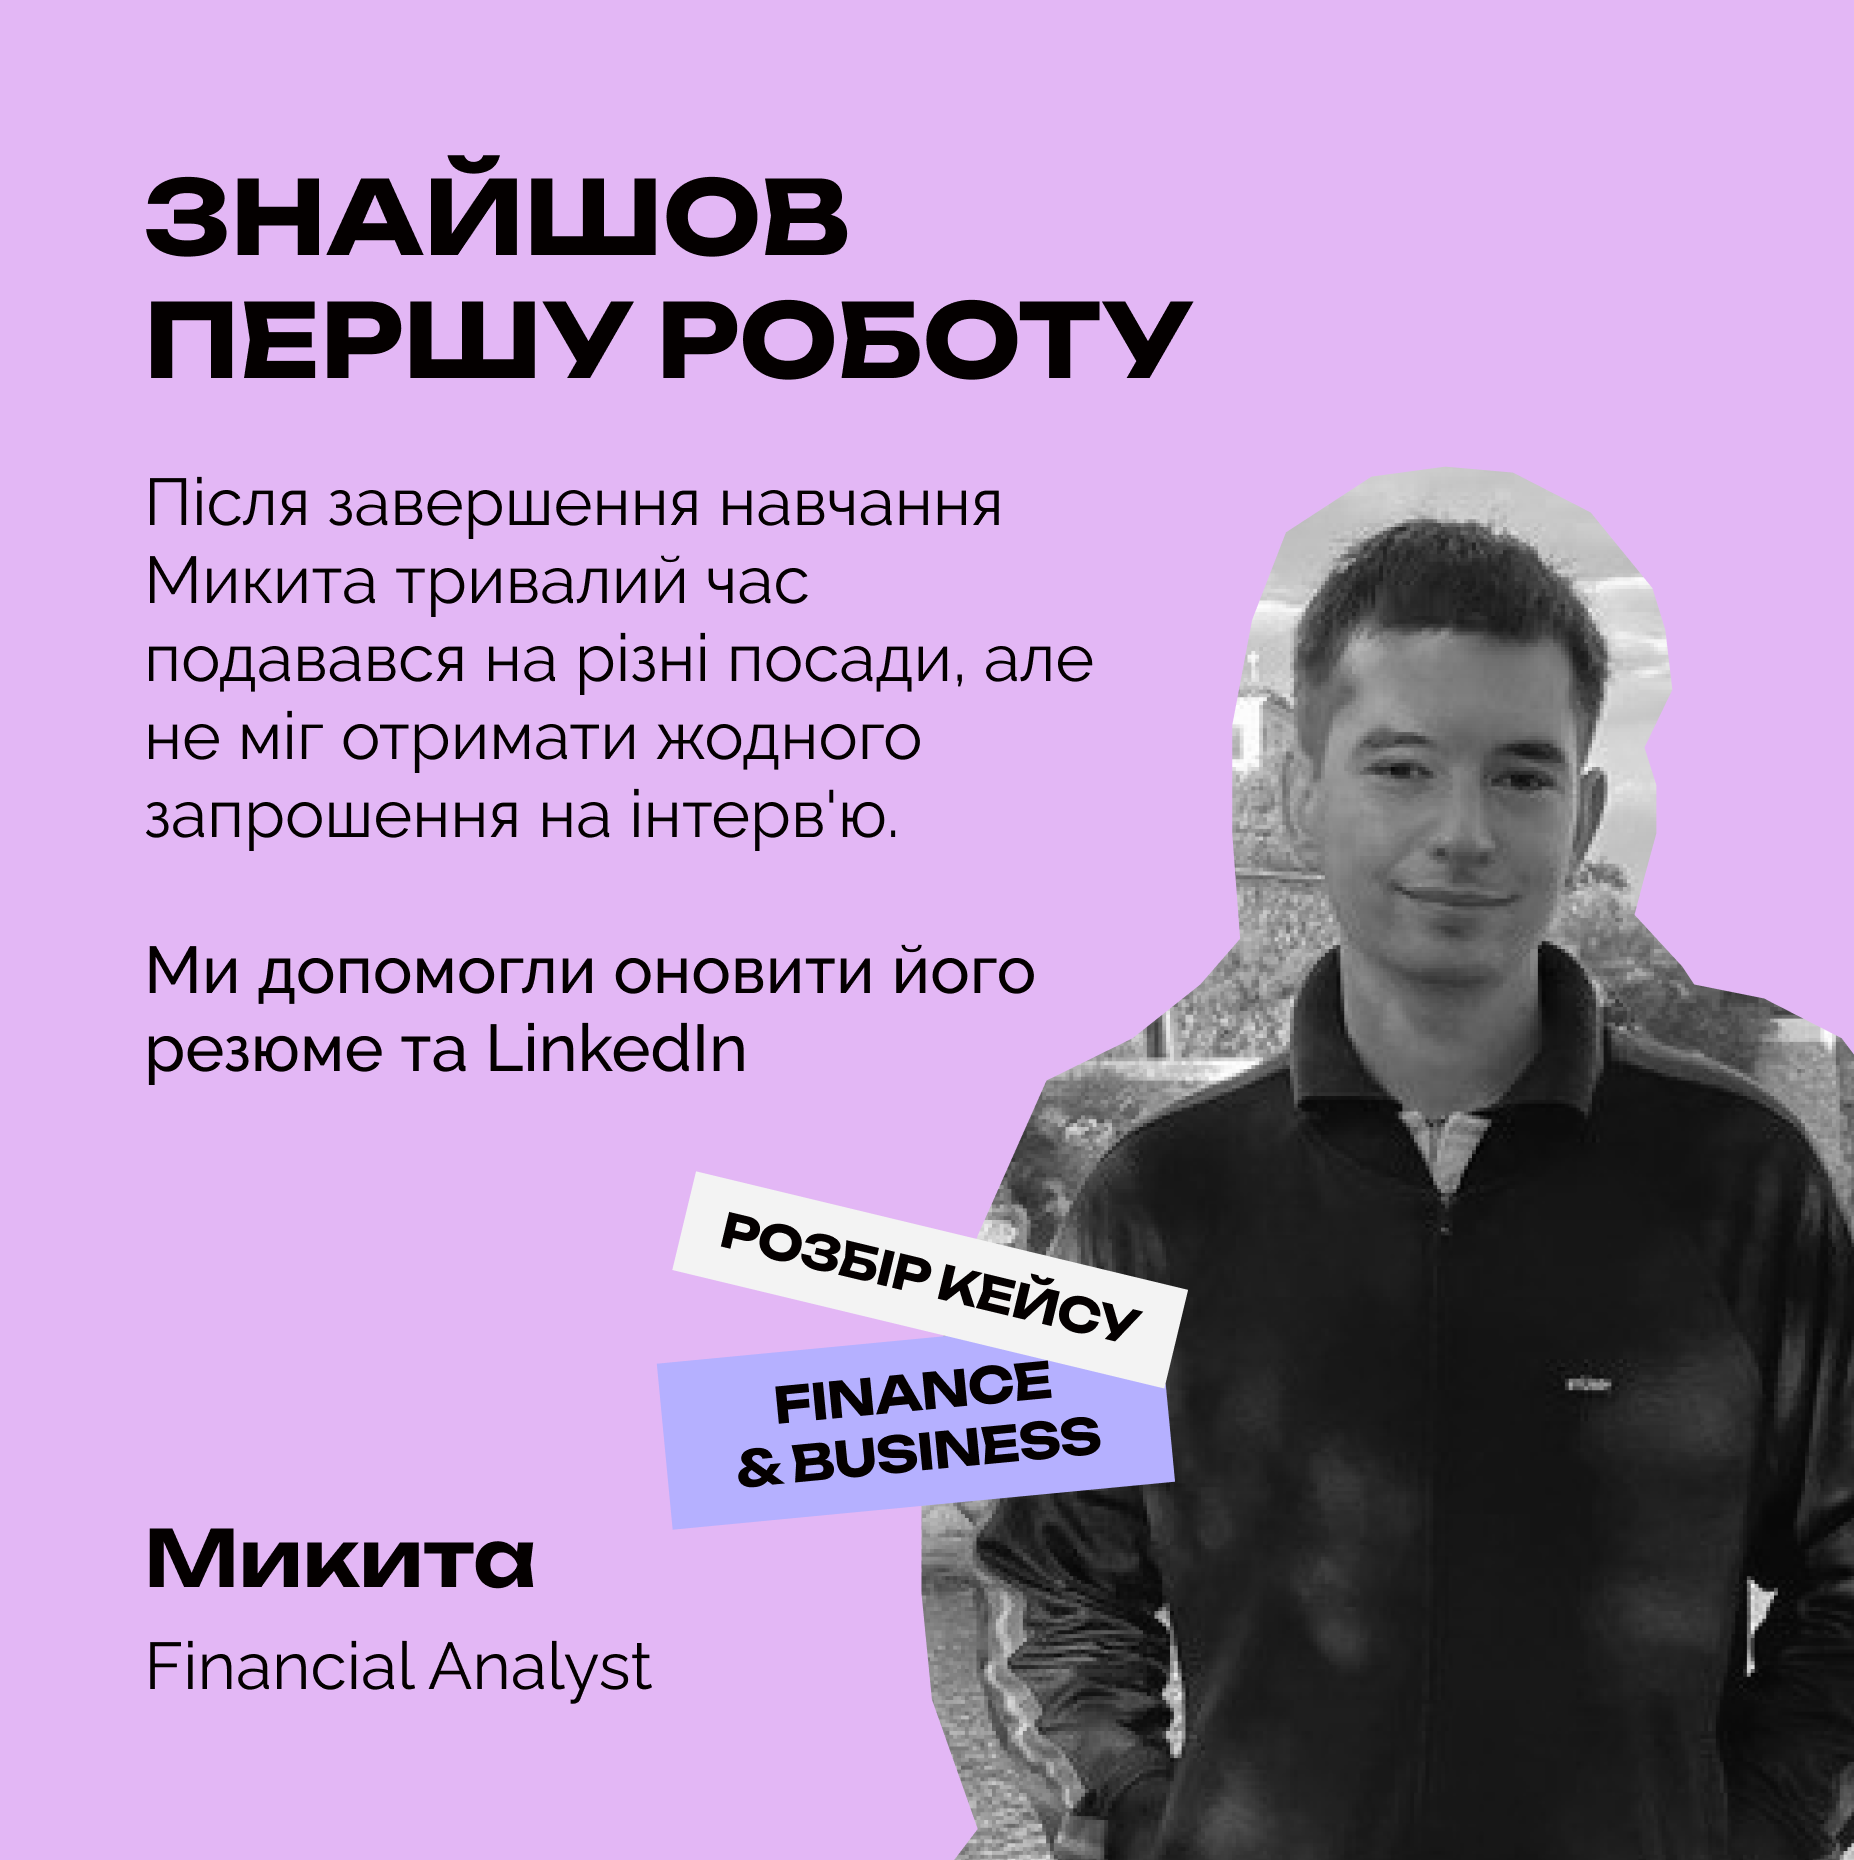 ЗНАЙШОВ
ПЕРШУ РОБОТУ
Після завершення навчання
Микита тривалий час
подавався на різні посади, але
не міг отримати жодного
запрошення на інтерв'ю.
Ми допомогли оновити його
резюме та LinkedIn
РОЗБІР КЕЙСУ
FINANCE
& BUSINESS
Микита
Financial Analyst